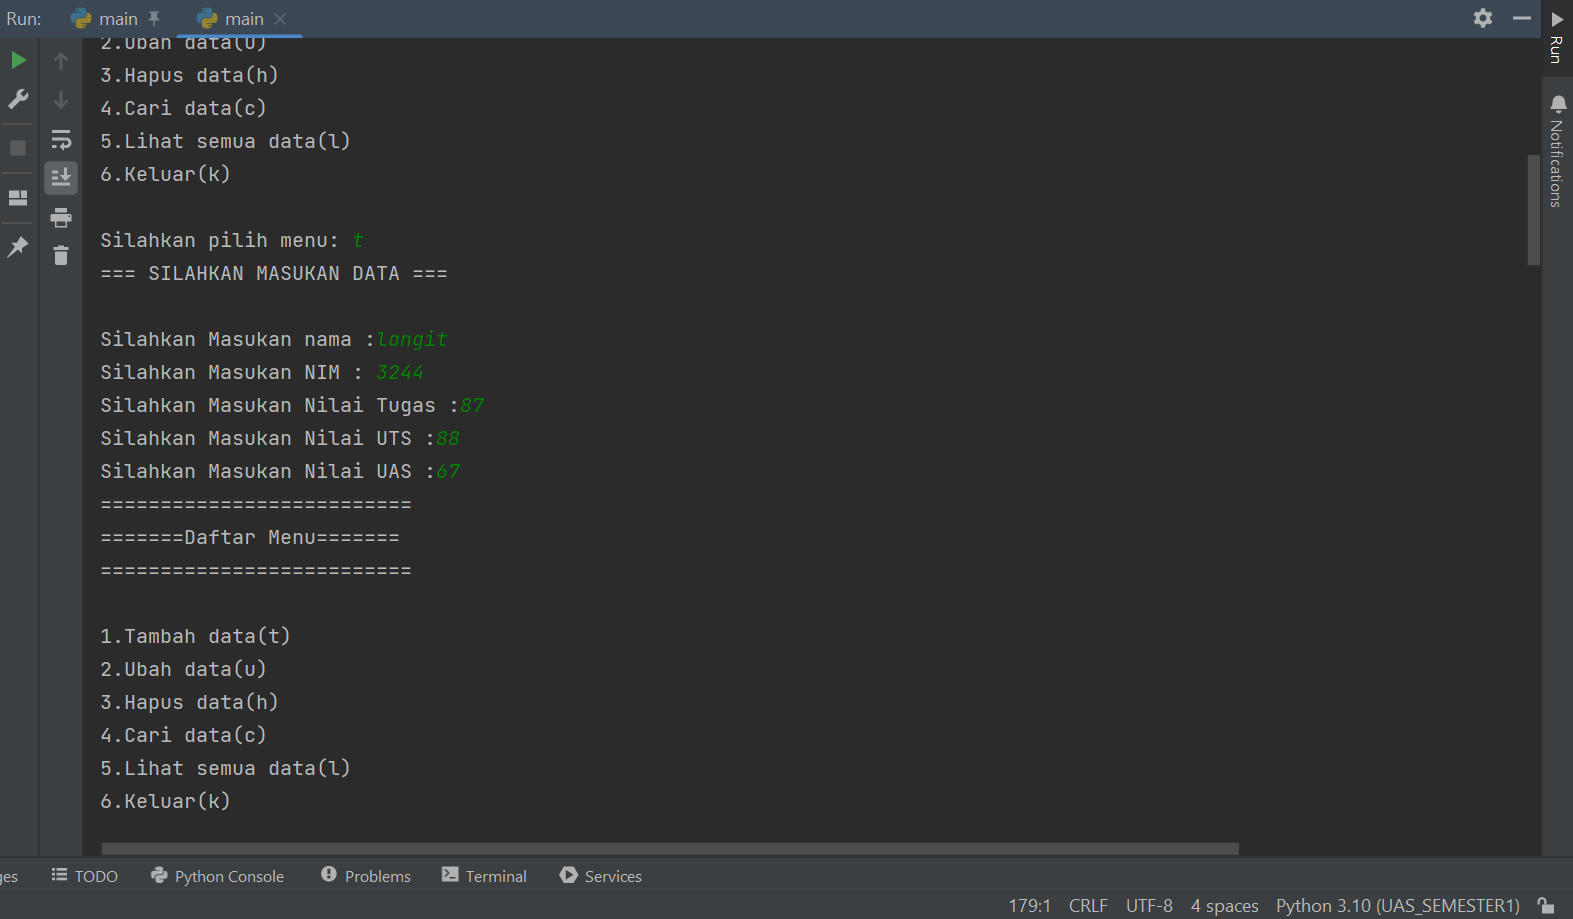 Run: main main
2.Ubah data(u)
3.Hapus data(h)
4.Cari data(c)
5.Lihat semua data(l)
6.Keluar(k)
Silahkan pilih menu: t
=== SILAHKAN MASUKAN DATA ===
Silahkan Masukan nama :langit
Silahkan Masukan NIM : 3244
Silahkan Masukan Nilai Tugas :87
Silahkan Masukan Nilai UTS :88
Silahkan Masukan Nilai UAS :67
==========================
=======Daftar Menu=======
==========================
1.Tambah data(t)
2.Ubah data(u)
3.Hapus data(h)
4.Cari data(c)
5.Lihat semua data(l)
6.Keluar(k)
Run
Notifications
ges TODO Python Console Problems Terminal Services
179:1 CRLF UTF-8 4 spaces Python 3.10 (UAS_SEMESTER1)